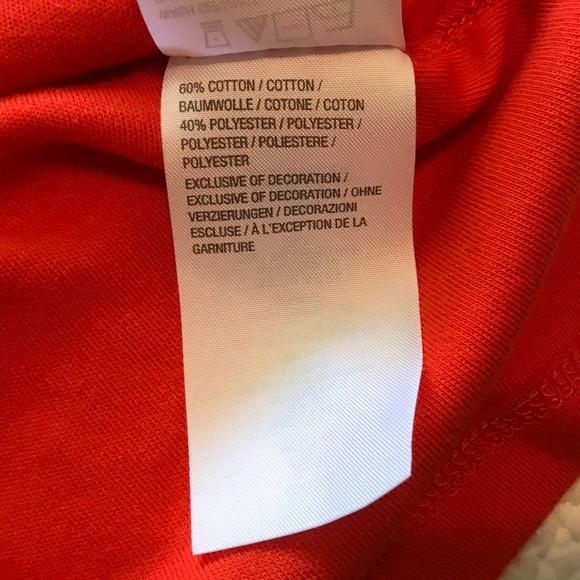 60% COTTON / COTTON /
BAUMWOLLE / COTONE / COTON
40% POLYESTER / POLYESTER /
POLYESTER / POLIESTERE /
POLYESTER
EXCLUSIVE OF DECORATION /
EXCLUSIVE OF DECORATION / OHNE
VERZIERUNGEN / DECORAZIONI
ESCLUSE / À L'EXCEPTION DE LA
GARNITURE